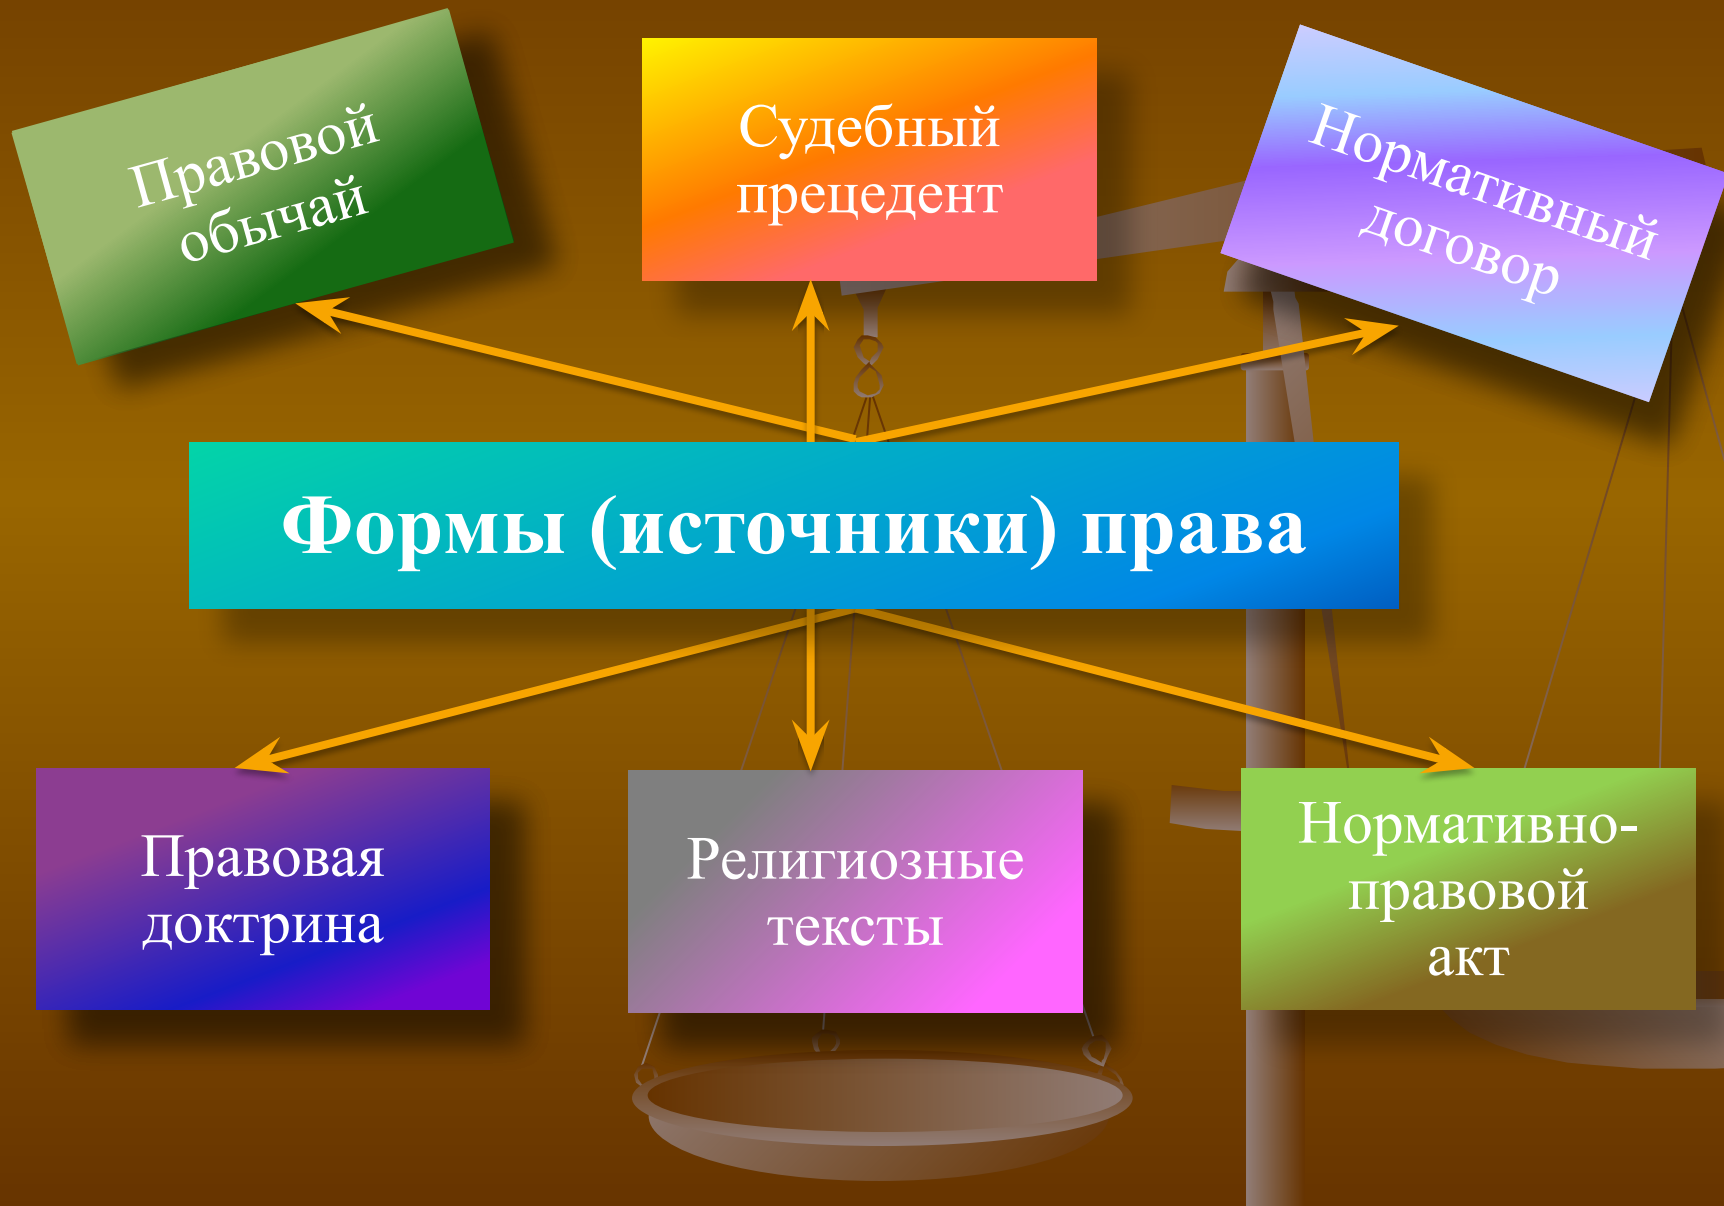 Правовой
обычай
Судебный
прецедент
Нормативный
договор
Формы (источники) права
Правовая
доктрина
Религиозные
тексты
Нормативно-
правовой
акт